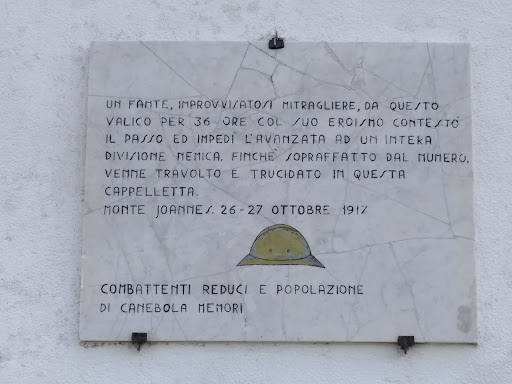 UN FANTE, IMPROVVISATOSI MITRAGLIERE, DA QUESTO
VALICO PER 36 ORE COL SUO EROISMO CONTESTÒ
IL PASSO ED IMPEDÌ L'AVANZATA AD UN INTERA
DIVISIONE NEMICA. FINCHÈ SOPRAFFATTO DAL NUMERO,
VENNE TRAVOLTO E TRUCIDATO IN QUESTA
CAPPELLETTA.
MONTE JOANNES. 26-27 OTTOBRE 1917
COMBATTENTI REDUCI E POPOLAZIONE
DI CANEBOLA MEMORI